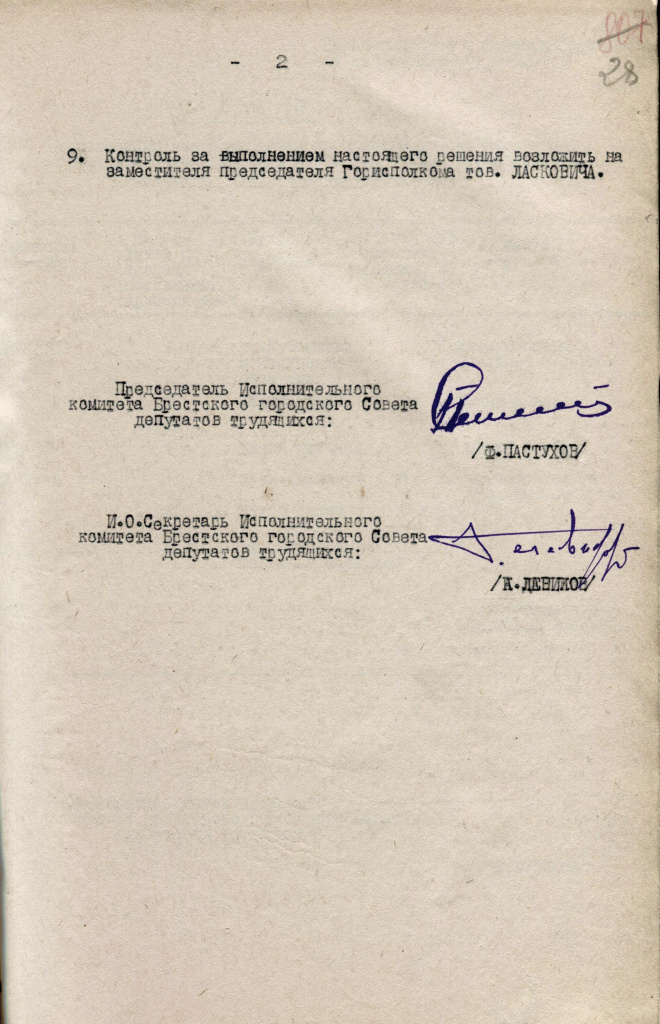 807
28
- 2 -
9. Контроль за выполнением настоящего решения возложить на
заместителя председателя Горисполкома тов. ЛАСКОВИЧА.
Председатель Исполнительного
комитета Брестского городского Совета
депутатов трудящихся:
/Ф.ПАСТУХОВ/
И.О.Секретарь Исполнительного
комитета Брестского городского Совета
депутатов трудящихся:
/А.ДЕВИКОВ/